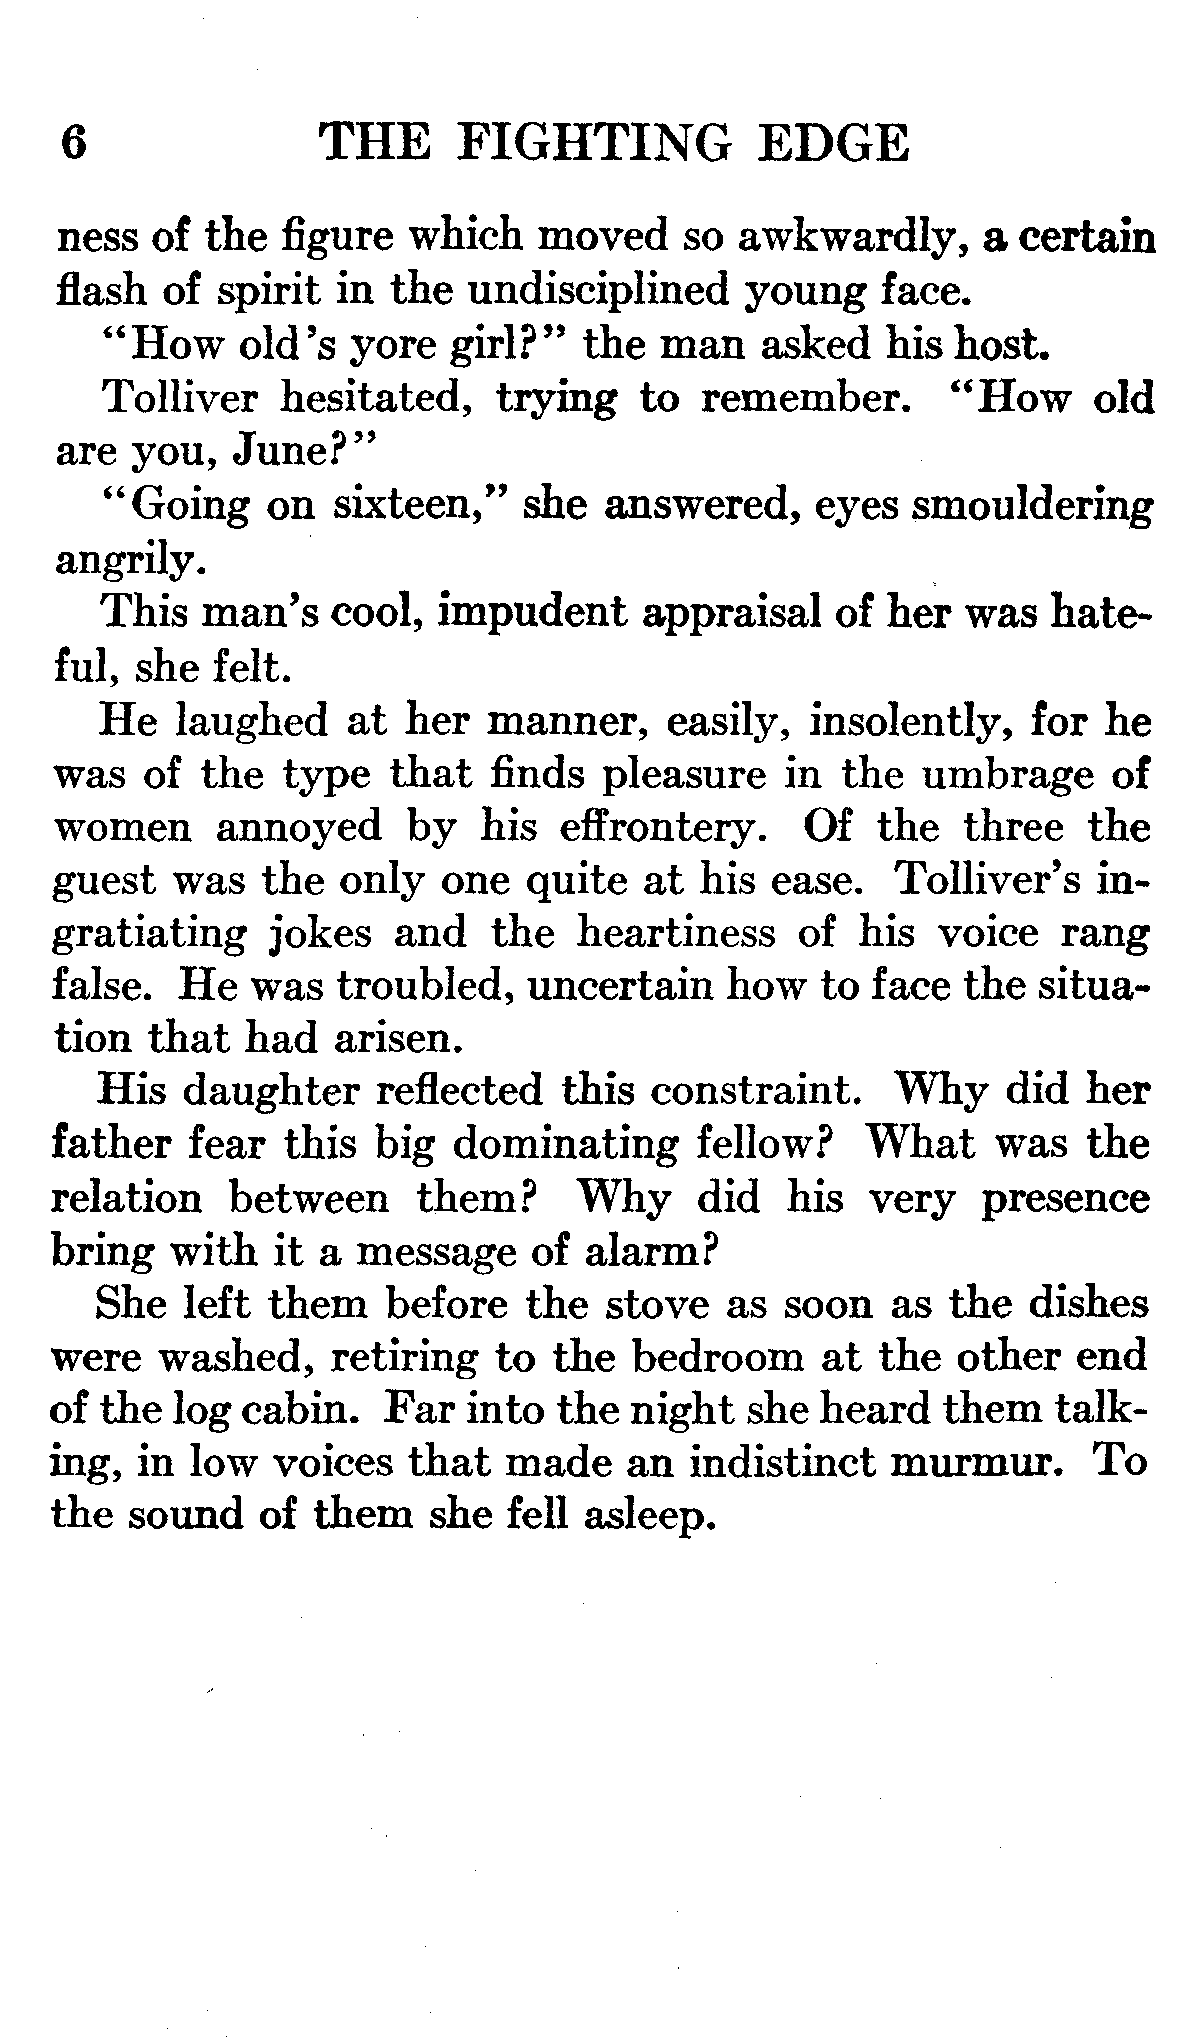 6 THE FIGHTING EDGE
ness of the figure which moved so awkwardly, a certain
flash of spirit in the undisciplined young face.
“How old's yore girl?” the man asked his host.
Tolliver hesitated, trying to remember. “How old
are you, June?”
“Going on sixteen,” she answered, eyes smouldering
angrily.
This man's cool, impudent appraisal of her was hate-
ful, she felt.
He laughed at her manner, easily, insolently, for he
was of the type that finds pleasure in the umbrage of
women annoyed by his effrontery. Of the three the
guest was the only one quite at his ease. Tolliver's in-
gratiating jokes and the heartiness of his voice rang
false. He was troubled, uncertain how to face the situa-
tion that had arisen.
His daughter reflected this constraint. Why did her
father fear this big dominating fellow? What was the
relation between them? Why did his very presence
bring with it a message of alarm?
She left them before the stove as soon as the dishes
were washed, retiring to the bedroom at the other end
of the log cabin. Far into the night she heard them talk-
ing, in low voices that made an indistinct murmur. To
the sound of them she fell asleep.